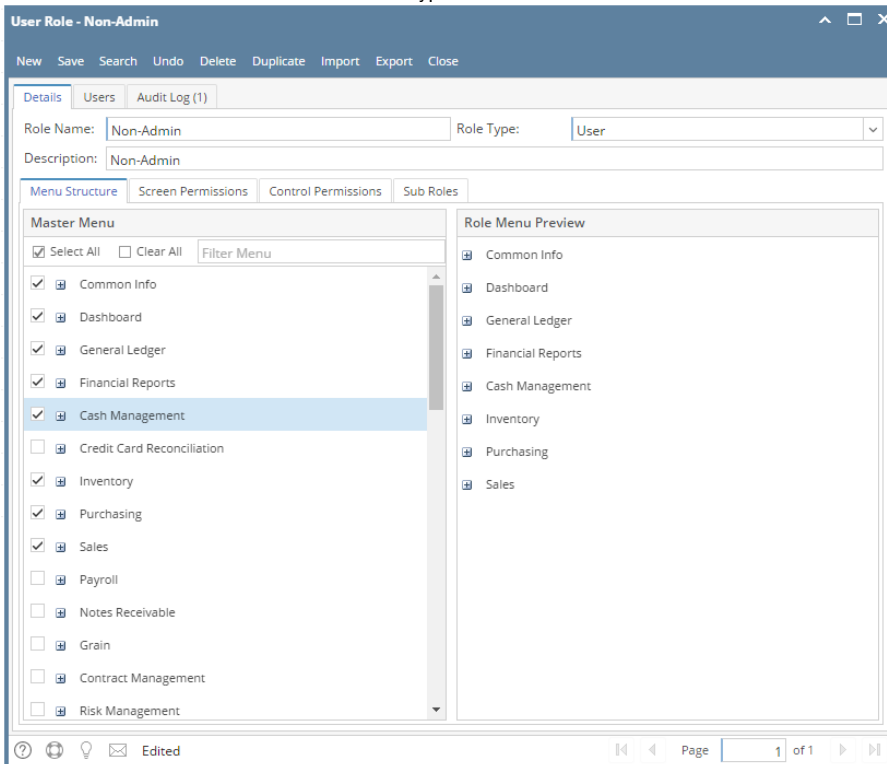 User Role - Non-Admin
New Save Search Undo Delete Duplicate Import Export Close
Details Users Audit Log (1)
Role Name: Non-Admin Role Type: User
Description: Non-Admin
Menu Structure Screen Permissions Control Permissions Sub Roles
Master Menu
Select All Clear All Filter Menu
Common Info
Dashboard
General Ledger
Financial Reports
Cash Management
Credit Card Reconciliation
Inventory
Purchasing
Sales
Payroll
Notes Receivable
Grain
Contract Management
Risk Management
Role Menu Preview
Common Info
Dashboard
General Ledger
Financial Reports
Cash Management
Inventory
Purchasing
Sales
Edited Page 1 of 1